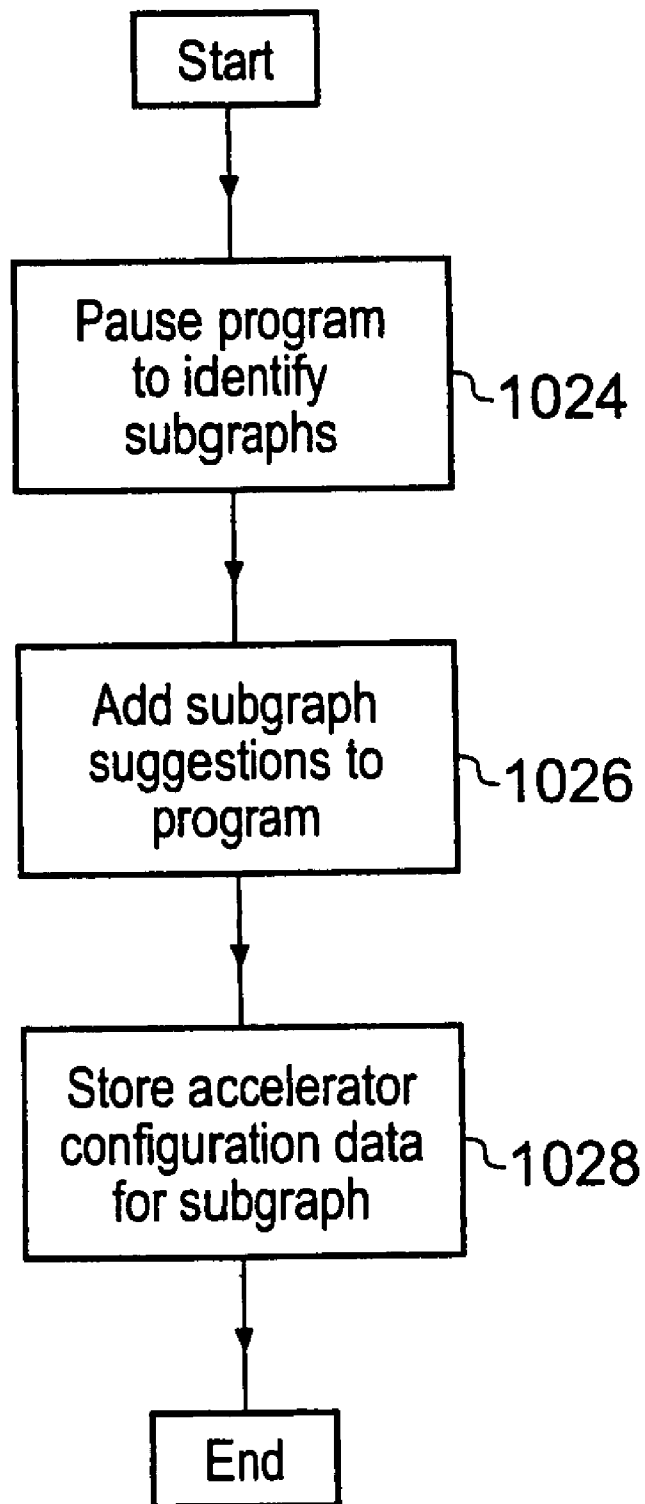 Start
Pause program
to identify
subgraphs
1024
Add subgraph
suggestions to
program
1026
Store accelerator
configuration data
for subgraph
1028
End